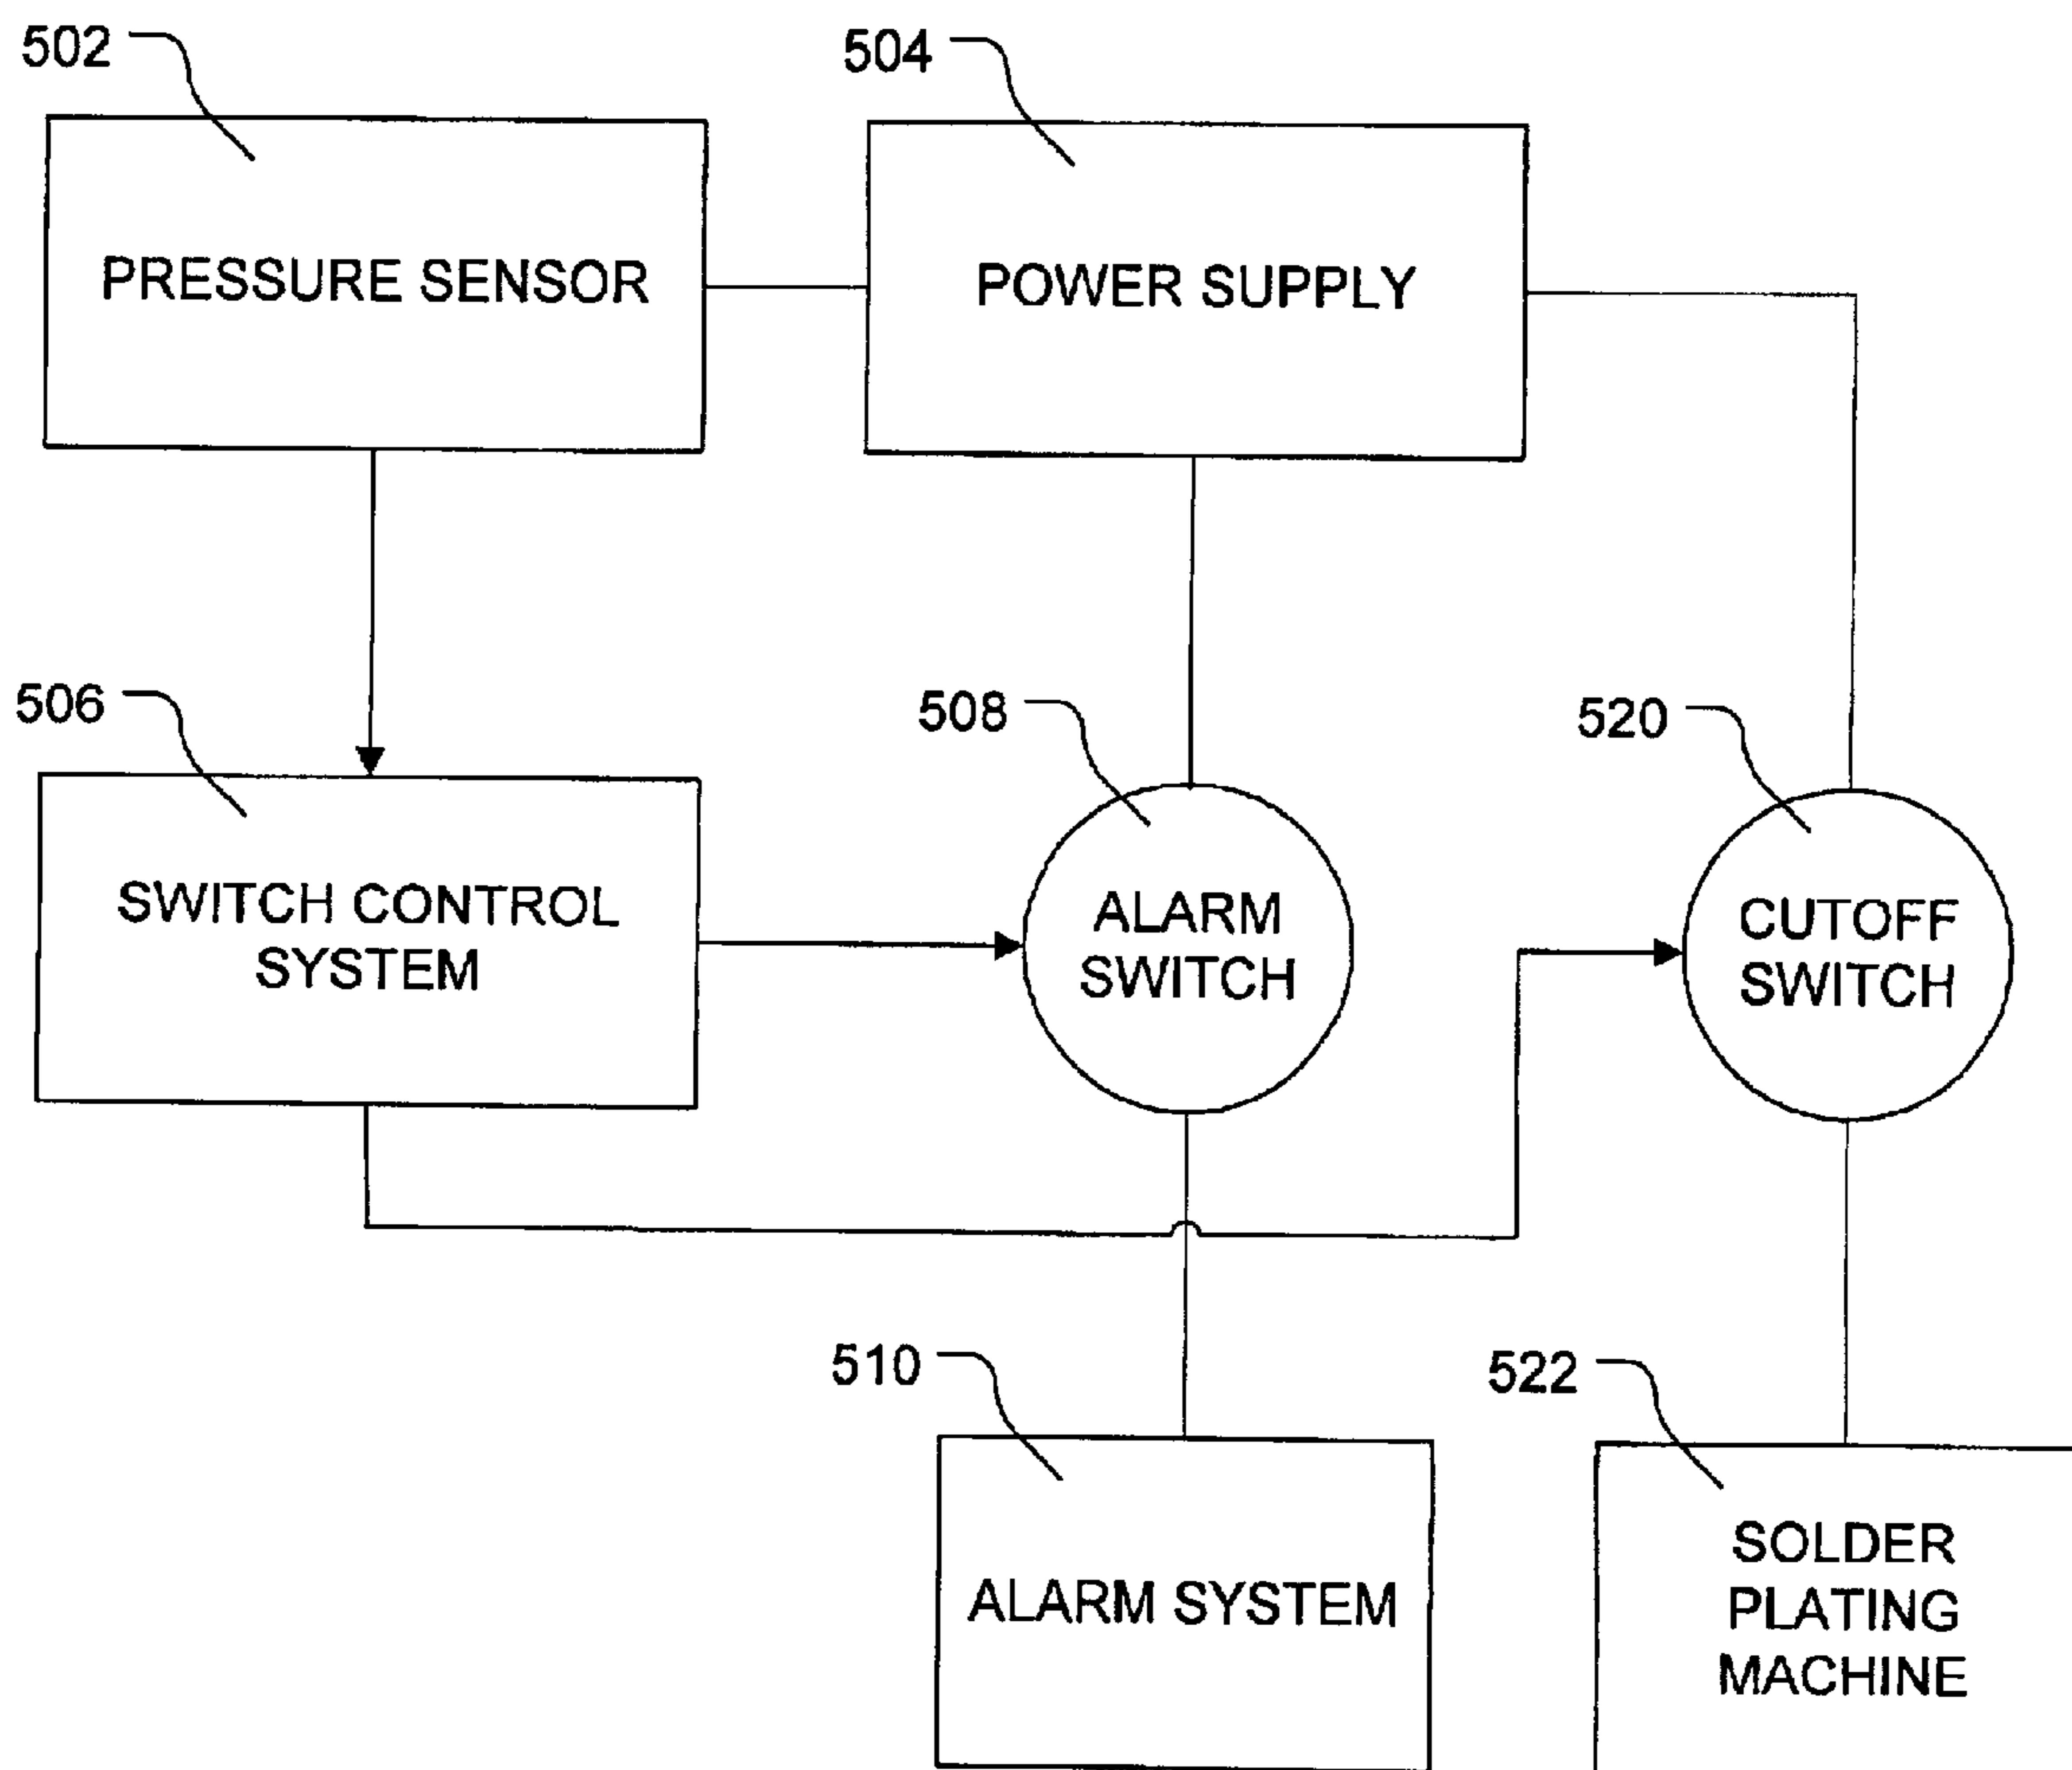 502
504
PRESSURE SENSOR
POWER SUPPLY
506
508
520
SWITCH CONTROL
SYSTEM
ALARM
SWITCH
CUTOFF
SWITCH
510
522
ALARM SYSTEM
SOLDER
PLATING
MACHINE